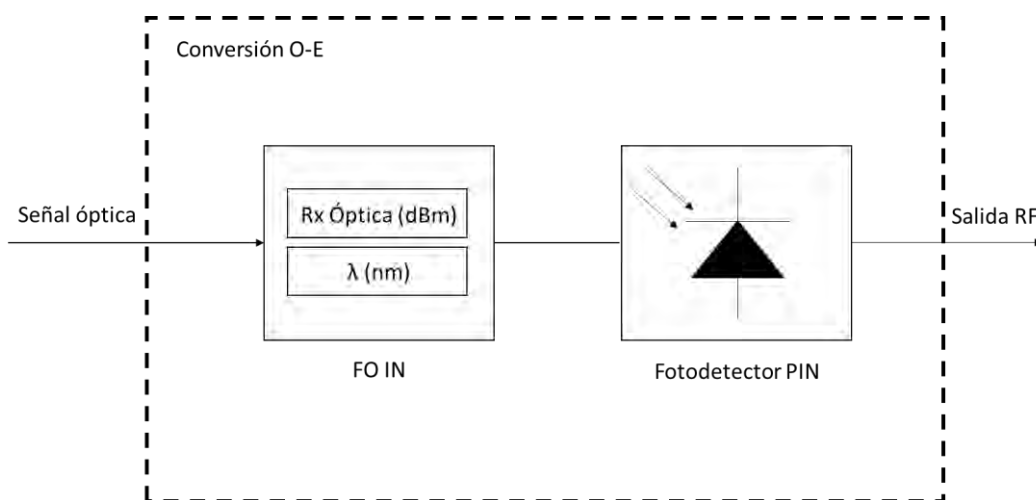 Conversión O-E
Señal óptica
Rx Óptica (dBm)
λ (nm)
Salida RF
FO IN
Fotodetector PIN